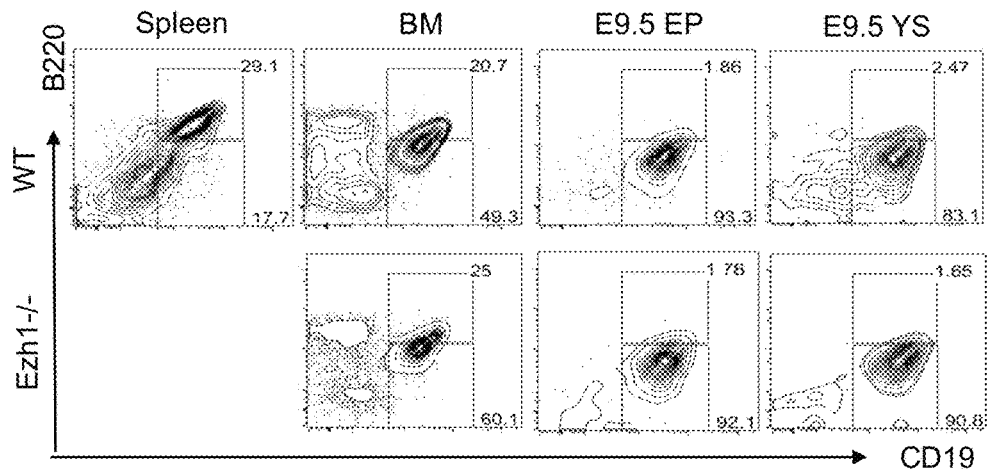 Spleen BM E9.5 EP E9.5 YS
B220
29.1 20.7 1.86 2.47
WT
17.7 49.3 93.3 83.1
25 1.78 1.65
Ezh1-/-
60.1 92.1 90.8
CD19